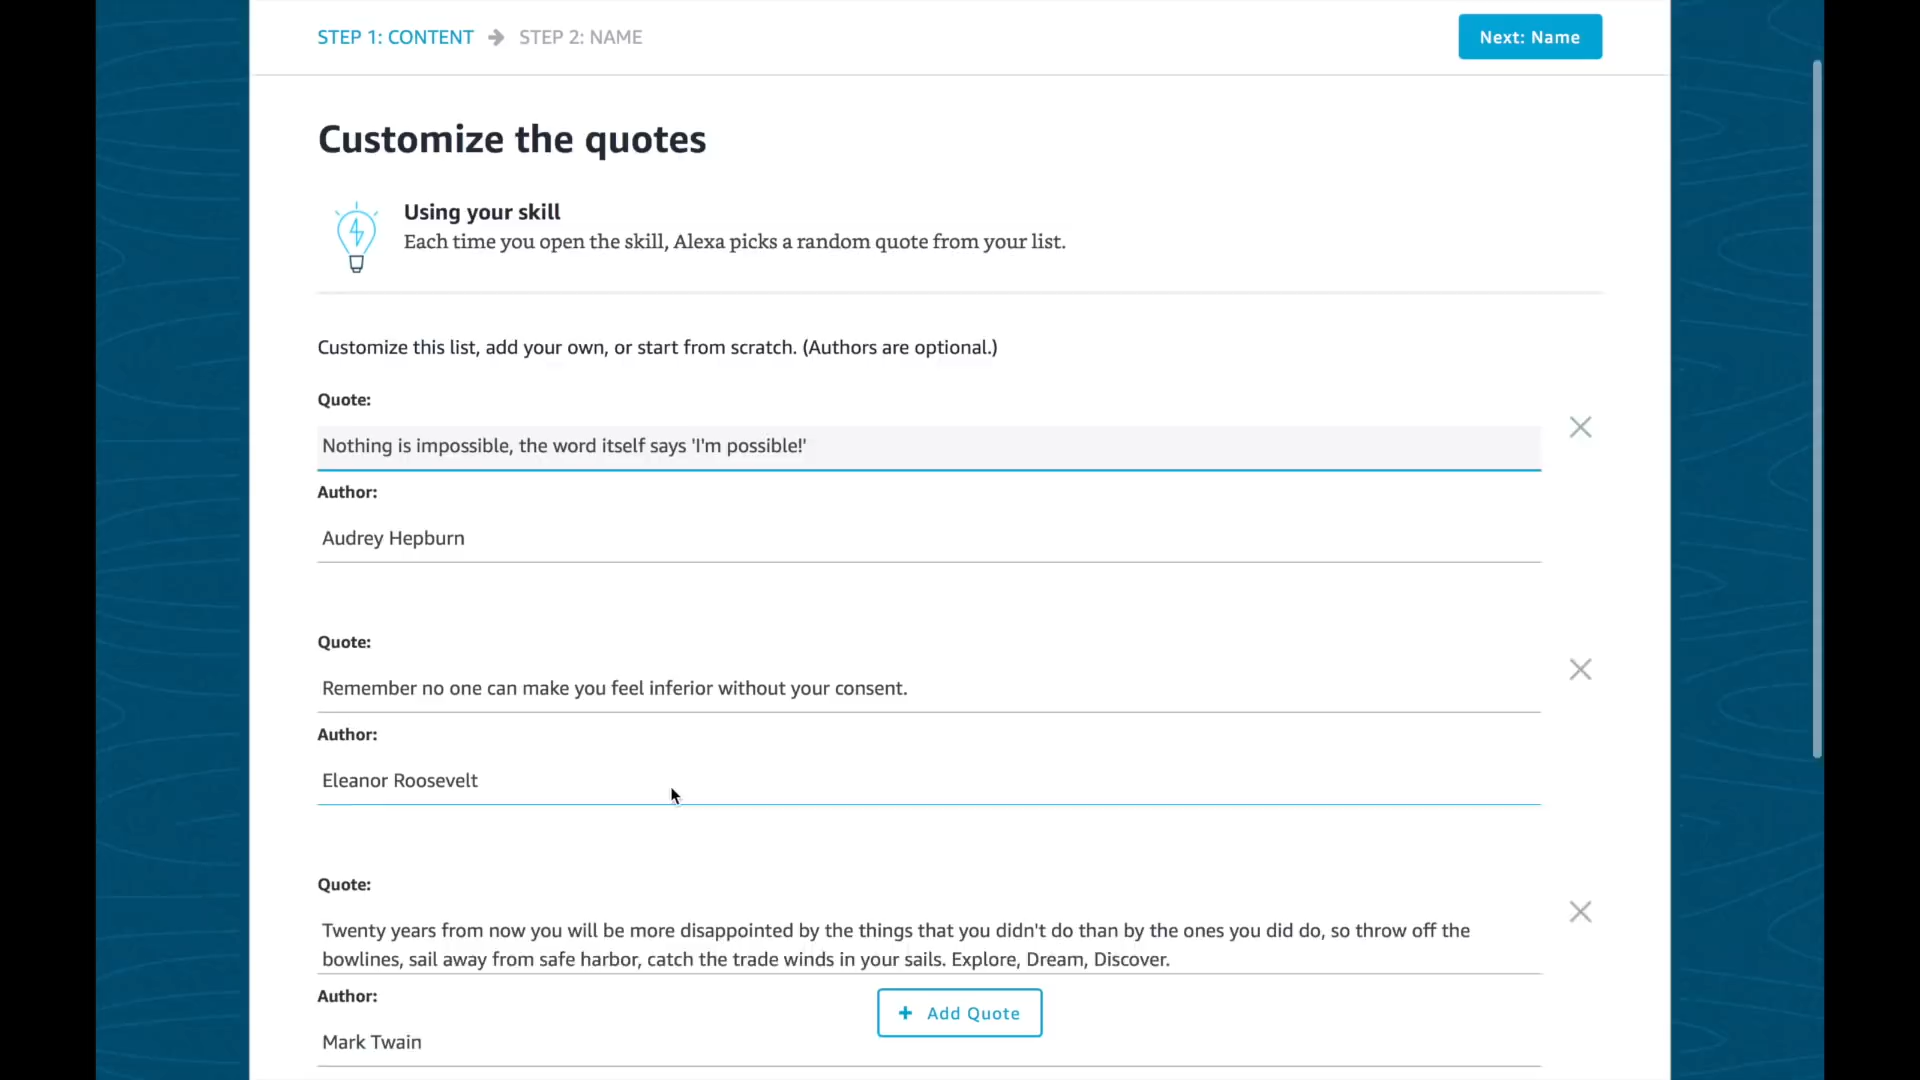 STEP 1: CONTENT → STEP 2: NAME
Next: Name
Customize the quotes
Using your skill
Each time you open the skill, Alexa picks a random quote from your list.
Customize this list, add your own, or start from scratch. (Authors are optional.)
Quote:
Nothing is impossible, the word itself says 'I'm possible!'
Author:
Audrey Hepburn
Quote:
Remember no one can make you feel inferior without your consent.
Author:
Eleanor Roosevelt
Quote:
Twenty years from now you will be more disappointed by the things that you didn't do than by the ones you did do, so throw off the
bowlines, sail away from safe harbor, catch the trade winds in your sails. Explore, Dream, Discover.
Author:
+ Add Quote
Mark Twain